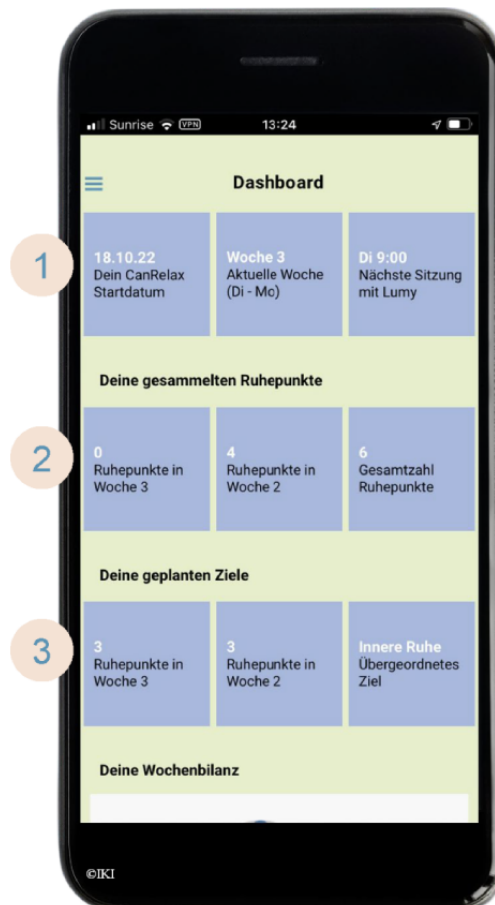 Sunrise VPN 13:24
Dashboard
1
18.10.22
Dein CanRelax
Startdatum
Woche 3
Aktuelle Woche
(Di - Mo)
Di 9:00
Nächste Sitzung
mit Lumy
Deine gesammelten Ruhepunkte
2
0
Ruhepunkte in
Woche 3
4
Ruhepunkte in
Woche 2
6
Gesamtzahl
Ruhepunkte
Deine geplanten Ziele
3
3
Ruhepunkte in
Woche 3
3
Ruhepunkte in
Woche 2
Innere Ruhe
Übergeordnetes
Ziel
Deine Wochenbilanz
©IKI